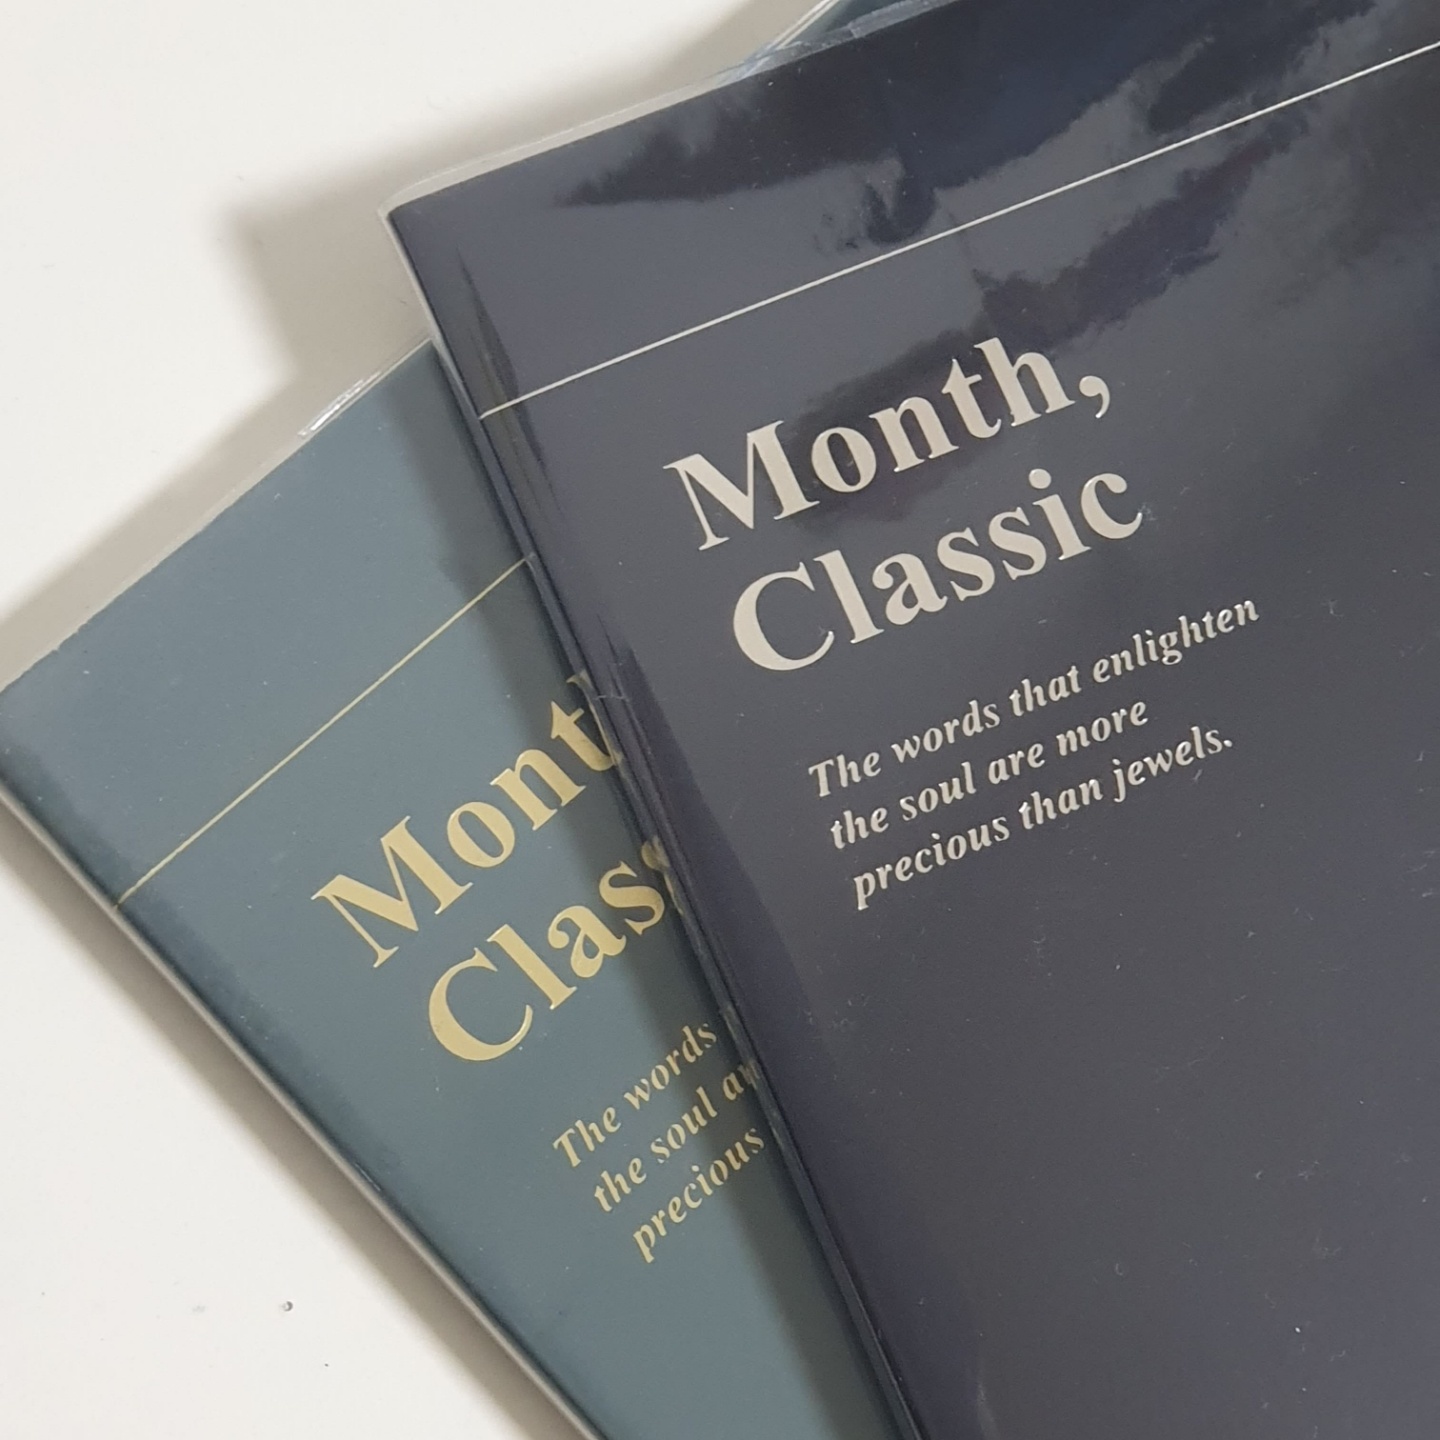 Month,
Classic
The words that enlighten
the soul are more
precious than jewels.
Mont
Class
The words
the soul
precious